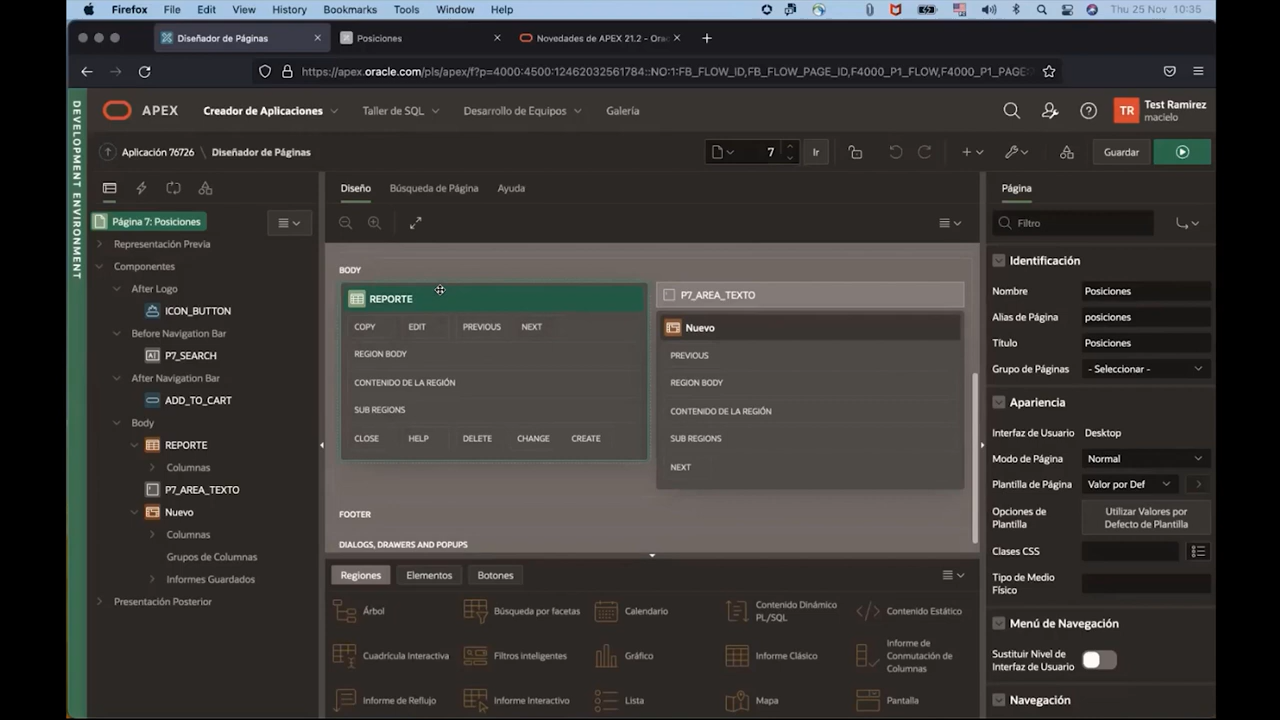 Firefox File Edit View History Bookmarks Tools Window Help Thu 25 Nov 10:35
Diseñador de Páginas Posiciones Novedades de APEX 21.2 - Ora
https://apex.oracle.com/pls/apex/f?p=4000:4500:12462032561784::NO:1:FB_FLOW_ID,FB_FLOW_PAGE_ID,F4000_P1_FLOW,F4000_P1_PAGE
DEVELOPMENT ENVIRONMENT
APEX Creador de Aplicaciones Taller de SQL Desarrollo de Equipos Galería TR Test Ramirez
macielo
Aplicación 76726 \ Diseñador de Páginas 7 Ir Guardar
Diseño Búsqueda de Página Ayuda Página
Página 7: Posiciones Filtro
Representación Previa
Componentes
After Logo
ICON_BUTTON
Before Navigation Bar
P7_SEARCH
After Navigation Bar
ADD_TO_CART
Body
REPORTE
Columnas
P7_AREA_TEXTO
Nuevo
Columnas
Grupos de Columnas
Informes Guardados
Presentación Posterior
BODY
REPORTE
COPY EDIT PREVIOUS NEXT
REGION BODY
CONTENIDO DE LA REGIÓN
SUB REGIONS
CLOSE HELP DELETE CHANGE CREATE
P7_AREA_TEXTO
Nuevo
PREVIOUS
REGION BODY
CONTENIDO DE LA REGIÓN
SUB REGIONS
NEXT
FOOTER
DIALOGS, DRAWERS AND POPUPS
Regiones Elementos Botones
Árbol Búsqueda por facetas Calendario Contenido Dinámico PL/SQL Contenido Estático
Cuadrícula Interactiva Filtros inteligentes Gráfico Informe Clásico Informe de Conmutación de Columnas
Informe de Reflujo Informe Interactivo Lista Mapa Pantalla
Identificación
Nombre Posiciones
Alias de Página posiciones
Título Posiciones
Grupo de Páginas - Seleccionar -
Apariencia
Interfaz de Usuario Desktop
Modo de Página Normal
Plantilla de Página Valor por Def
Opciones de Plantilla Utilizar Valores por Defecto de Plantilla
Clases CSS
Tipo de Medio Físico
Menú de Navegación
Sustituir Nivel de Interfaz de Usuario
Navegación